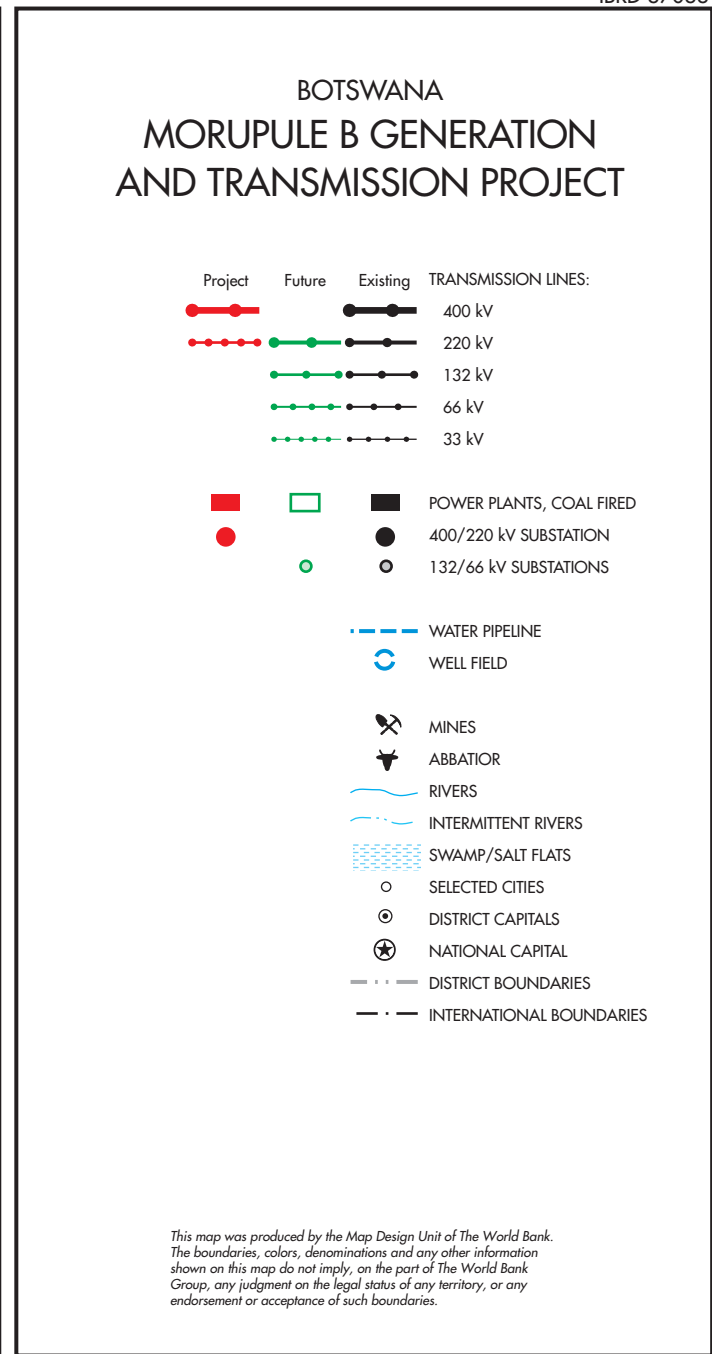 BOTSWANA
MORUPULE B GENERATION
AND TRANSMISSION PROJECT
Project Future Existing TRANSMISSION LINES:
400 kV
220 kV
132 kV
66 kV
33 kV
POWER PLANTS, COAL FIRED
400/220 kV SUBSTATION
132/66 kV SUBSTATIONS
WATER PIPELINE
WELL FIELD
MINES
ABBATIOR
RIVERS
INTERMITTENT RIVERS
SWAMP/SALT FLATS
SELECTED CITIES
DISTRICT CAPITALS
NATIONAL CAPITAL
DISTRICT BOUNDARIES
INTERNATIONAL BOUNDARIES
This map was produced by the Map Design Unit of The World Bank.
The boundaries, colors, denominations and any other information
shown on this map do not imply, on the part of The World Bank
Group, any judgment on the legal status of any territory, or any
endorsement or acceptance of such boundaries.